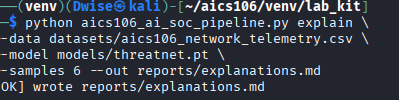 ──(venv)(Dwise㉿kali)-[~/aics106/venv/lab_kit]
─$ python aics106_ai_soc_pipeline.py explain \
-data datasets/aics106_network_telemetry.csv \
-model models/threatnet.pt \
-samples 6 --out reports/explanations.md
OK] wrote reports/explanations.md